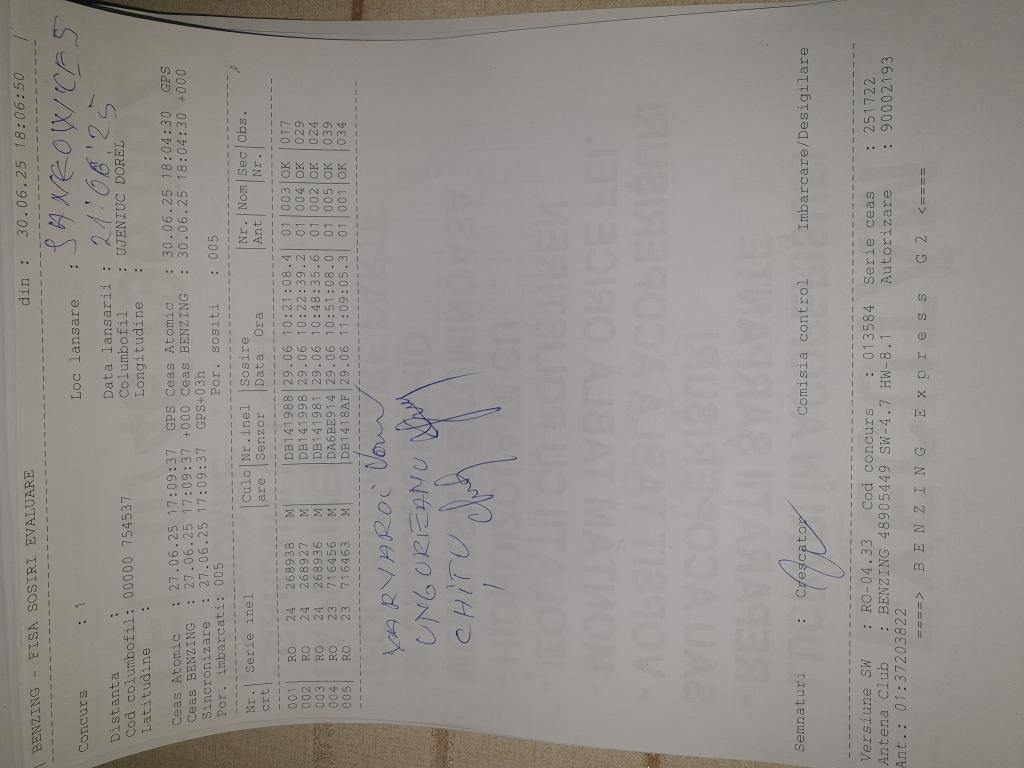 | BENZING - FISA SOSIRI EVALUARE din : 30.06.25 18:06:50 |
Concurs : 1 Loc lansare :
Distanta : Data lansarii : 21.06.25
Cod columbofil: 00000 754537 Columbofil : UJENIUC DOREL
Latitudine : Longitudine :
Ceas Atomic : 27.06.25 17:09:37 GPS Ceas Atomic : 30.06.25 18:04:30 GPS
Ceas BENZING : 27.06.25 17:09:37 +000 Ceas BENZING : 30.06.25 18:04:30 +000
Sincronizare : 27.06.25 17:09:37 GPS+03h
Por. imbarcati: 005 Por. sositi : 005
Nr.| Serie inel |Culo|Nr.inel |Sosire |Nr. |Nom|Sec|Obs.
crt| |are |Senzor |Data Ora |Ant | |Nr.|
001| RO 24 268938 M| |DB141988|29.06 10:21:08.4 01|003|OK |017
002| RO 24 268927 M| |DB141998|29.06 10:22:39.2 01|004|OK |029
003| RO 24 268936 M| |DB141981|29.06 10:48:35.6 01|002|OK |024
004| RO 23 716456 M| |DA6BE914|29.06 10:51:08.0 01|005|OK |039
005| RO 23 716463 M| |DB1418AF|29.06 11:09:05.3 01|001|OK |034
UNGUREANU
CHITU
Semnaturi : Crescator Comisia control Imbarcare/Desigilare
Versiune SW : RO-04.33 Cod concurs : 013584 Serie ceas : 251722
Antena Club : BENZING 48905449 SW-4.7 HW-8.1 Autorizare : 90002193
Ant.: 01:37203822
====> B E N Z I N G E x p r e s s G 2 <====